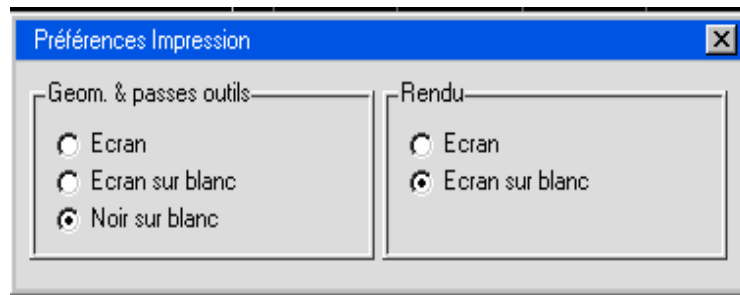 Préférences Impression
Geom. & passes outils
Ecran
Ecran sur blanc
Noir sur blanc
Rendu
Ecran
Ecran sur blanc